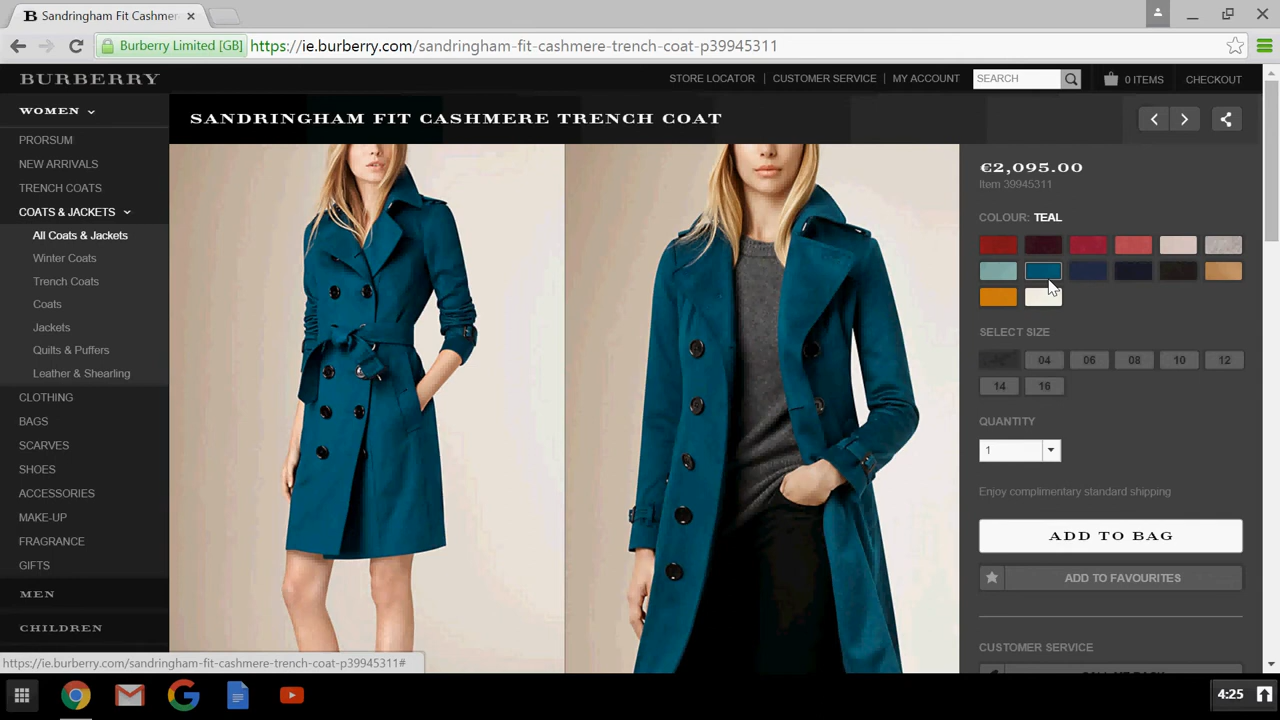 B Sandringham Fit Cashmer
Burberry Limited [GB] https://ie.burberry.com/sandringham-fit-cashmere-trench-coat-p39945311
BURBERRY
STORE LOCATOR | CUSTOMER SERVICE | MY ACCOUNT
SEARCH
0 ITEMS
CHECKOUT
WOMEN
PRORSUM
NEW ARRIVALS
TRENCH COATS
COATS & JACKETS
All Coats & Jackets
Winter Coats
Trench Coats
Coats
Jackets
Quilts & Puffers
Leather & Shearling
CLOTHING
BAGS
SCARVES
SHOES
ACCESSORIES
MAKE-UP
FRAGRANCE
GIFTS
MEN
CHILDREN
SANDRINGHAM FIT CASHMERE TRENCH COAT
€2,095.00
Item 39945311
COLOUR: TEAL
SELECT SIZE
04 06 08 10 12
14 16
QUANTITY
1
Enjoy complimentary standard shipping
ADD TO BAG
ADD TO FAVOURITES
CUSTOMER SERVICE
https://ie.burberry.com/sandringham-fit-cashmere-trench-coat-p39945311#
4:25